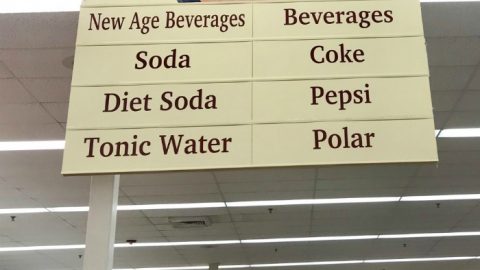 New Age Beverages
Beverages
Soda
Coke
Diet Soda
Pepsi
Tonic Water
Polar